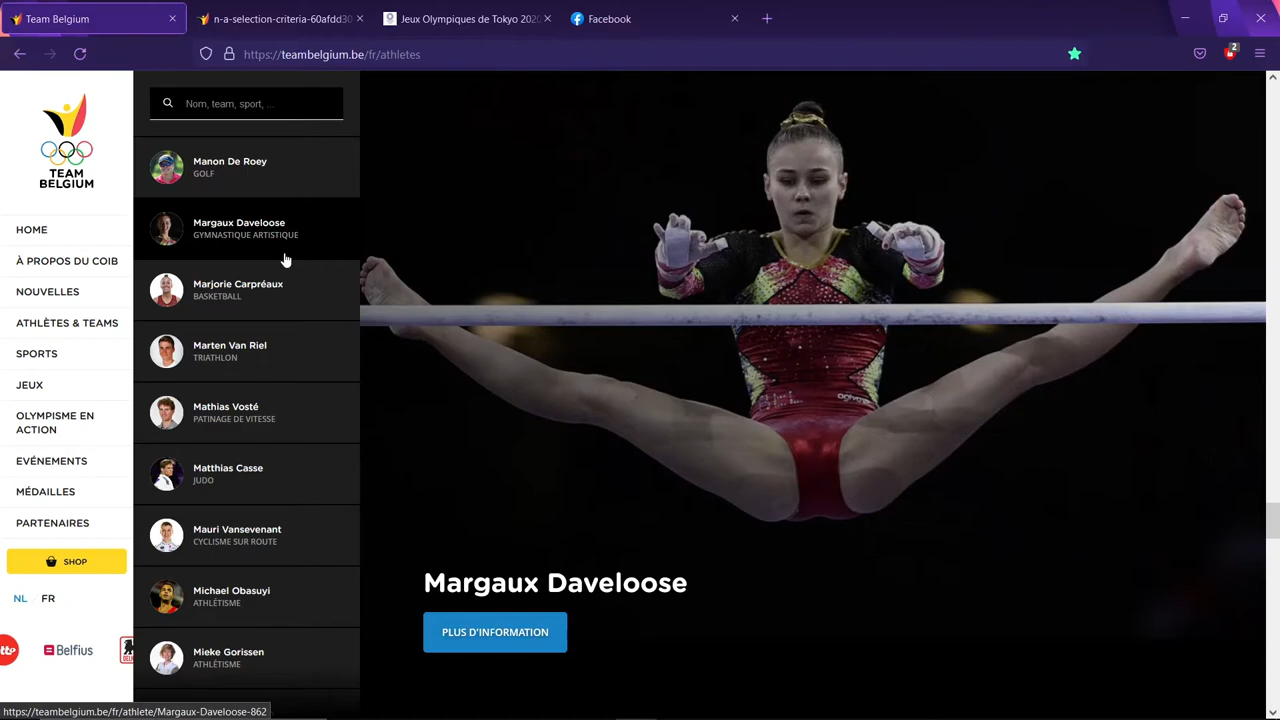 Team Belgium
n-a-selection-criteria-60afdd30
Jeux Olympiques de Tokyo 2020
Facebook
https://teambelgium.be/fr/athletes
2
TEAM
BELGIUM
HOME
À PROPOS DU COIB
NOUVELLES
ATHLÈTES & TEAMS
SPORTS
JEUX
OLYMPISME EN
ACTION
EVÉNEMENTS
MÉDAILLES
PARTENAIRES
SHOP
NL / FR
Belfius
Nom, team, sport, ...
Manon De Roey
GOLF
Margaux Daveloose
GYMNASTIQUE ARTISTIQUE
Marjorie Carpréaux
BASKETBALL
Marten Van Riel
TRIATHLON
Mathias Vosté
PATINAGE DE VITESSE
Matthias Casse
JUDO
Mauri Vansevenant
CYCLISME SUR ROUTE
Michael Obasuyi
ATHLÉTISME
Mieke Gorissen
ATHLÉTISME
Margaux Daveloose
PLUS D'INFORMATION
https://teambelgium.be/fr/athlete/Margaux-Daveloose-862